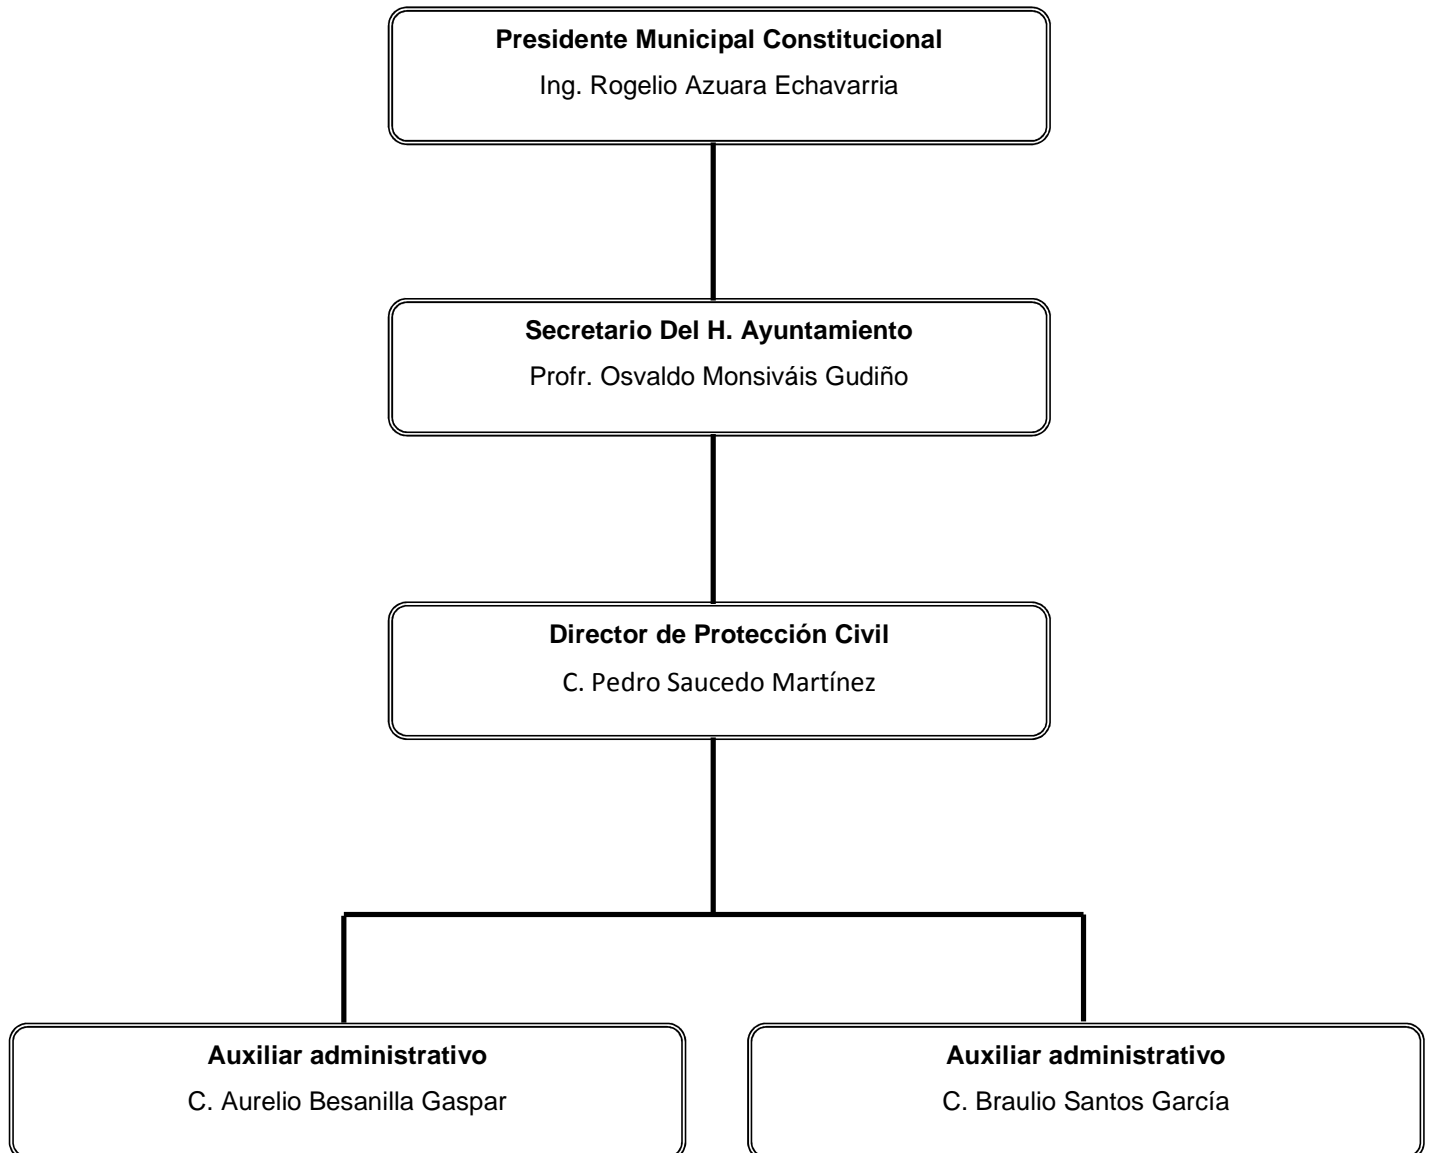 Presidente Municipal Constitucional
Ing. Rogelio Azuara Echavarria
Secretario Del H. Ayuntamiento
Profr. Osvaldo Monsiváis Gudiño
Director de Protección Civil
C. Pedro Saucedo Martínez
Auxiliar administrativo
C. Aurelio Besanilla Gaspar
Auxiliar administrativo
C. Braulio Santos García